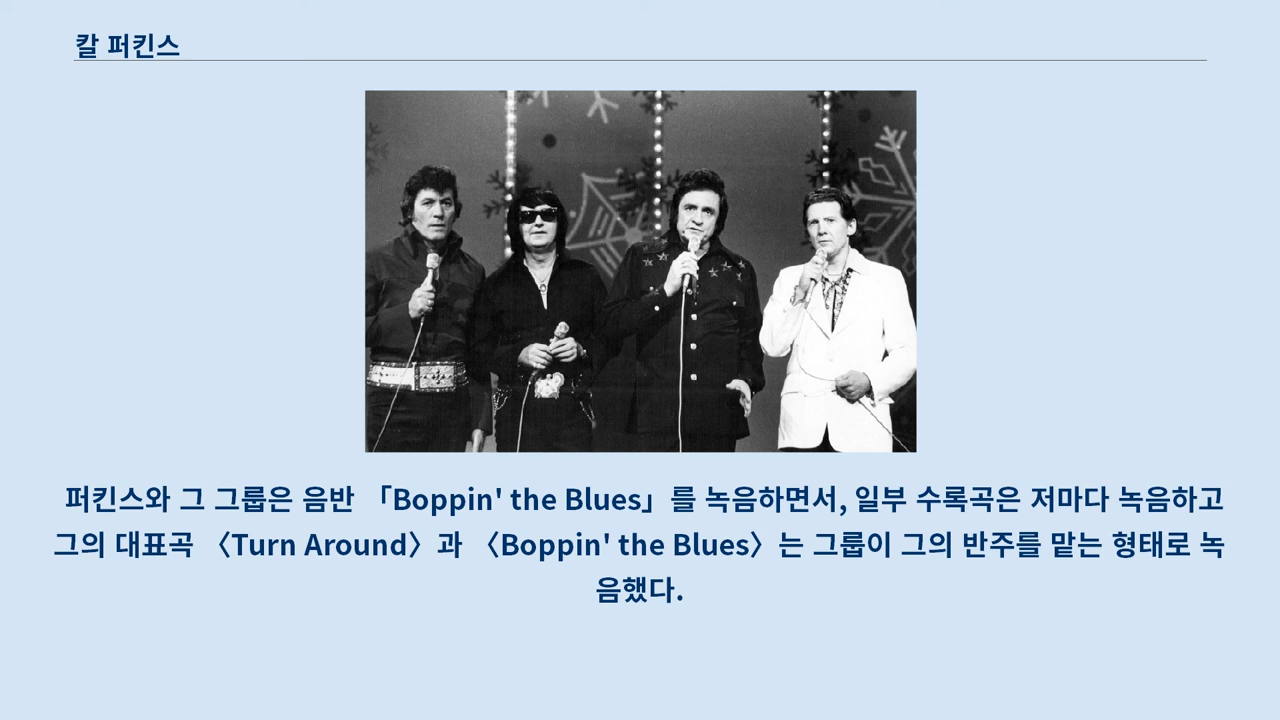 칼 퍼킨스
퍼킨스와 그 그룹은 음반 「Boppin' the Blues」를 녹음하면서, 일부 수록곡은 저마다 녹음하고
그의 대표곡 〈Turn Around〉과 〈Boppin' the Blues〉는 그룹이 그의 반주를 맡는 형태로 녹
음했다.